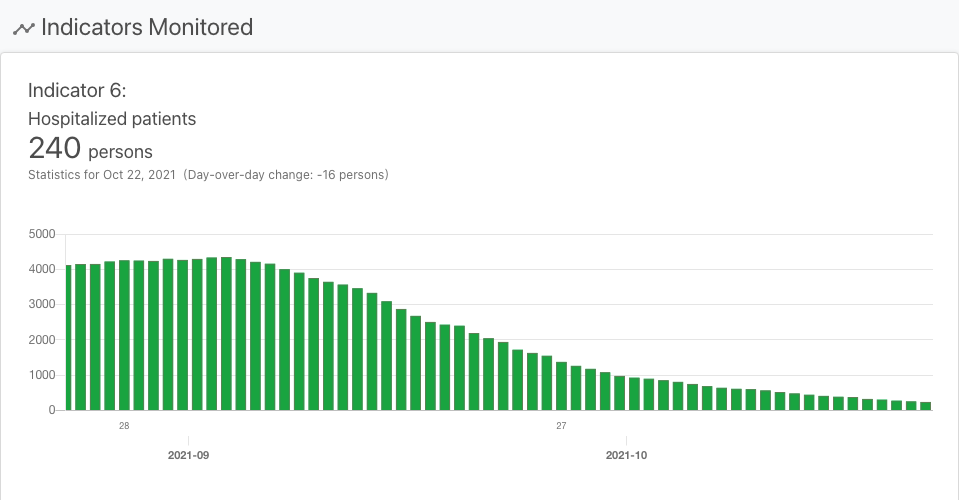 Indicators Monitored
Indicator 6:
Hospitalized patients
240 persons
Statistics for Oct 22, 2021 (Day-over-day change: -16 persons)
5000
4000
3000
2000
1000
0
28 27
2021-09 2021-10